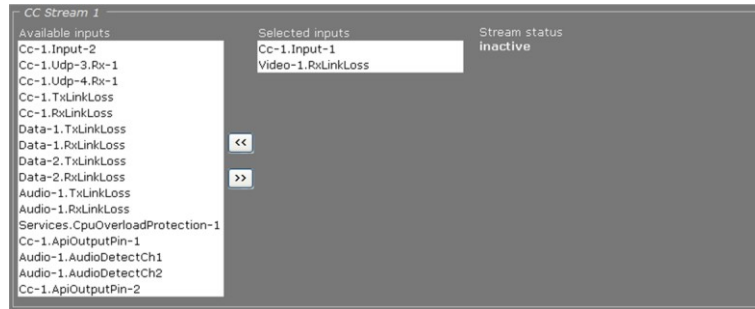 CC Stream 1
Available inputs
Cc-1.Input-2
Cc-1.Udp-3.Rx-1
Cc-1.Udp-4.Rx-1
Cc-1.TxLinkLoss
Cc-1.RxLinkLoss
Data-1.TxLinkLoss
Data-1.RxLinkLoss
Data-2.TxLinkLoss
Data-2.RxLinkLoss
Audio-1.TxLinkLoss
Audio-1.RxLinkLoss
Services.CpuOverloadProtection-1
Cc-1.ApiOutputPin-1
Audio-1.AudioDetectCh1
Audio-1.AudioDetectCh2
Cc-1.ApiOutputPin-2
<<
>>
Selected inputs
Cc-1.Input-1
Video-1.RxLinkLoss
Stream status
inactive